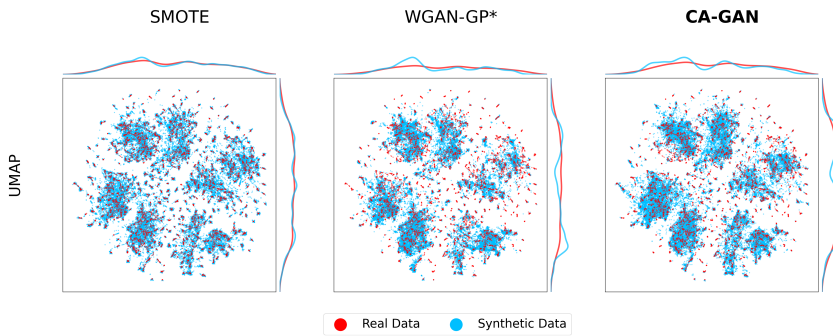 SMOTE
WGAN-GP*
CA-GAN
UMAP
Real Data
Synthetic Data